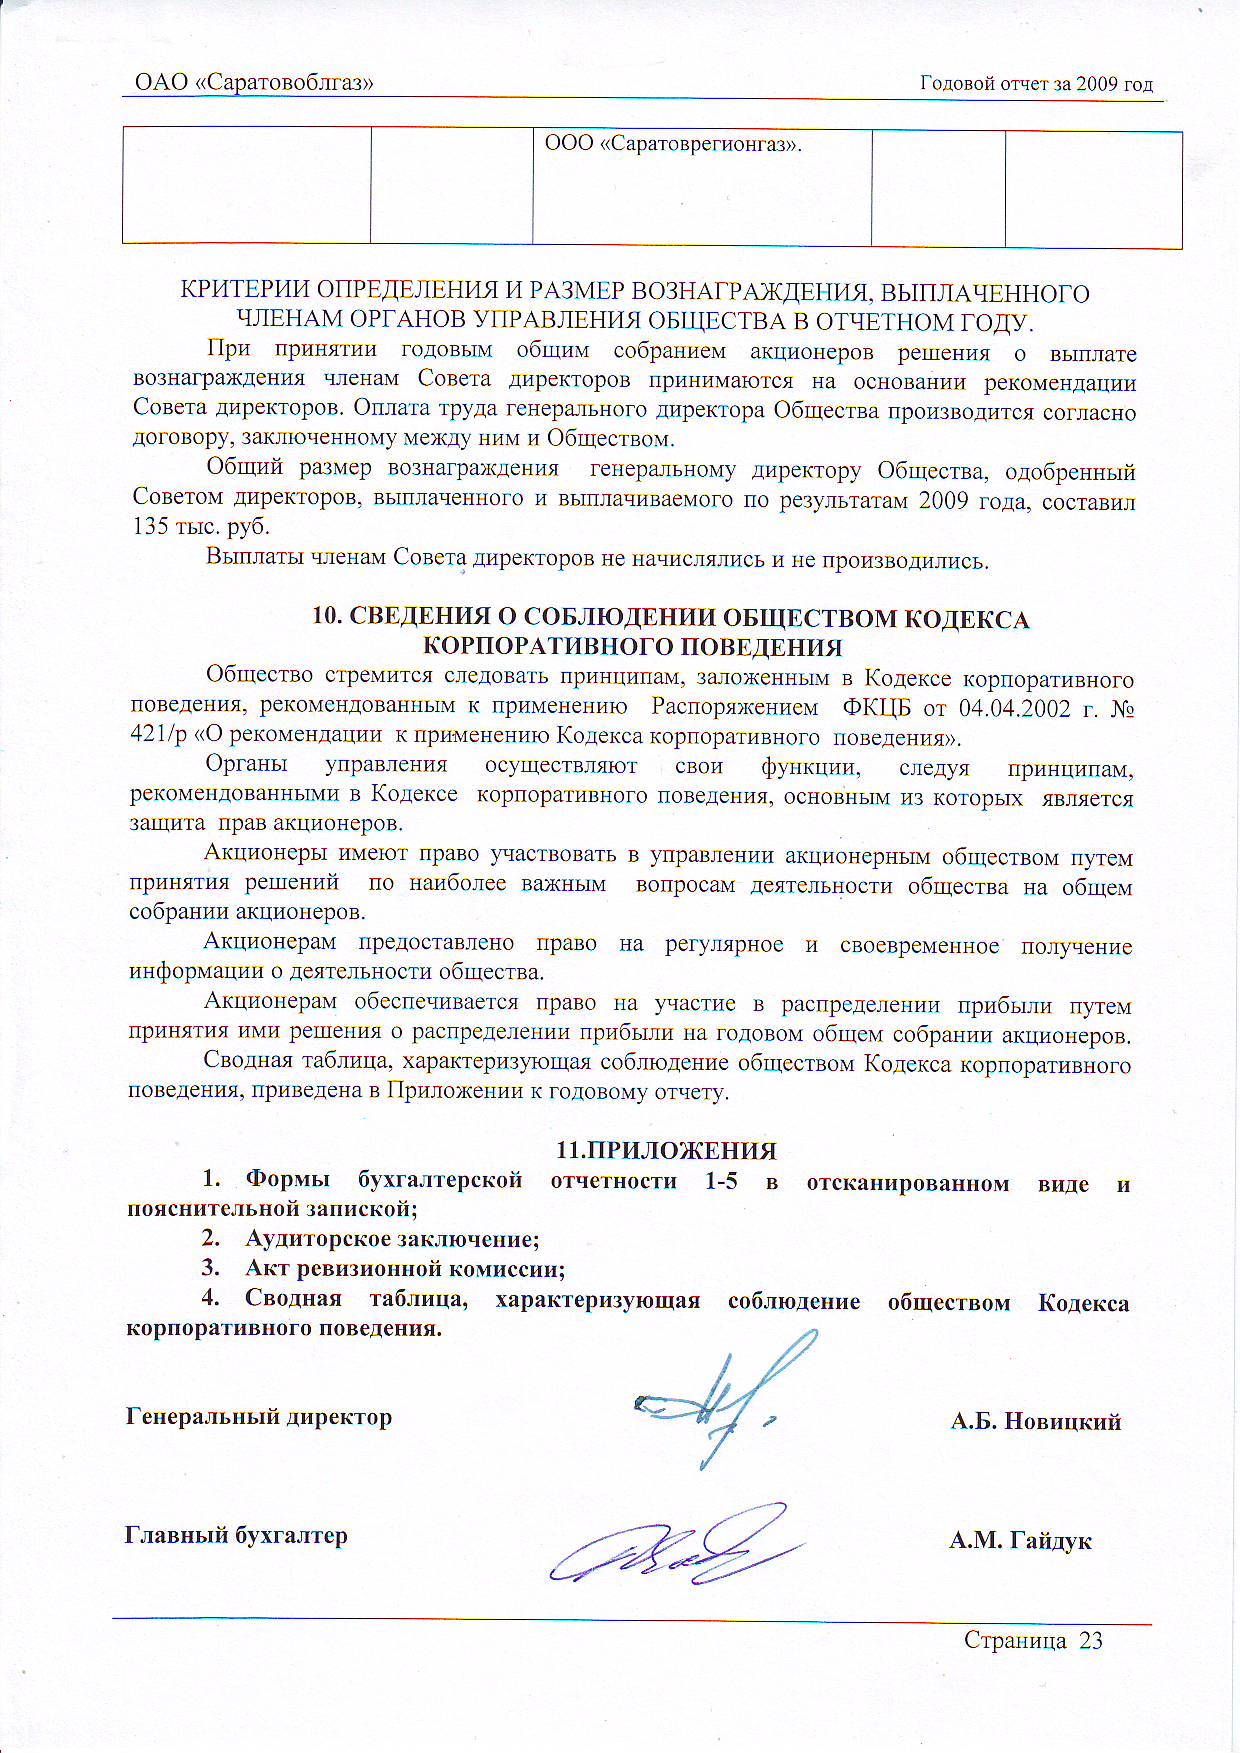 ОАО «Саратовоблгаз»
Годовой отчет за 2009 год
ООО «Саратоврегионгаз».
КРИТЕРИИ ОПРЕДЕЛЕНИЯ И РАЗМЕР ВОЗНАГРАЖДЕНИЯ, ВЫПЛАЧЕННОГО
ЧЛЕНАМ ОРГАНОВ УПРАВЛЕНИЯ ОБЩЕСТВА В ОТЧЕТНОМ ГОДУ.
При принятии годовым общим собранием акционеров решения о выплате
вознаграждения членам Совета директоров принимаются на основании рекомендации
Совета директоров. Оплата труда генерального директора Общества производится согласно
договору, заключенному между ним и Обществом.
Общий размер вознаграждения генеральному директору Общества, одобренный
Советом директоров, выплаченного и выплачиваемого по результатам 2009 года, составил
135 тыс. руб.
Выплаты членам Совета директоров не начислялись и не производились.
10. СВЕДЕНИЯ О СОБЛЮДЕНИИ ОБЩЕСТВОМ КОДЕКСА
КОРПОРАТИВНОГО ПОВЕДЕНИЯ
Общество стремится следовать принципам, заложенным в Кодексе корпоративного
поведения, рекомендованным к применению Распоряжением ФКЦБ от 04.04.2002 г. №
421/р «О рекомендации к применению Кодекса корпоративного поведения».
Органы управления осуществляют свои функции, следуя принципам,
рекомендованными в Кодексе корпоративного поведения, основным из которых является
защита прав акционеров.
Акционеры имеют право участвовать в управлении акционерным обществом путем
принятия решений по наиболее важным вопросам деятельности общества на общем
собрании акционеров.
Акционерам предоставлено право на регулярное и своевременное получение
информации о деятельности общества.
Акционерам обеспечивается право на участие в распределении прибыли путем
принятия ими решения о распределении прибыли на годовом общем собрании акционеров.
Сводная таблица, характеризующая соблюдение обществом Кодекса корпоративного
поведения, приведена в Приложении к годовому отчету.
11.ПРИЛОЖЕНИЯ
1. Формы бухгалтерской отчетности 1-5 в отсканированном виде и
пояснительной запиской;
2. Аудиторское заключение;
3. Акт ревизионной комиссии;
4. Сводная таблица, характеризующая соблюдение обществом Кодекса
корпоративного поведения.
Генеральный директор
А.Б. Новицкий
Главный бухгалтер
А.М. Гайдук
Страница 23